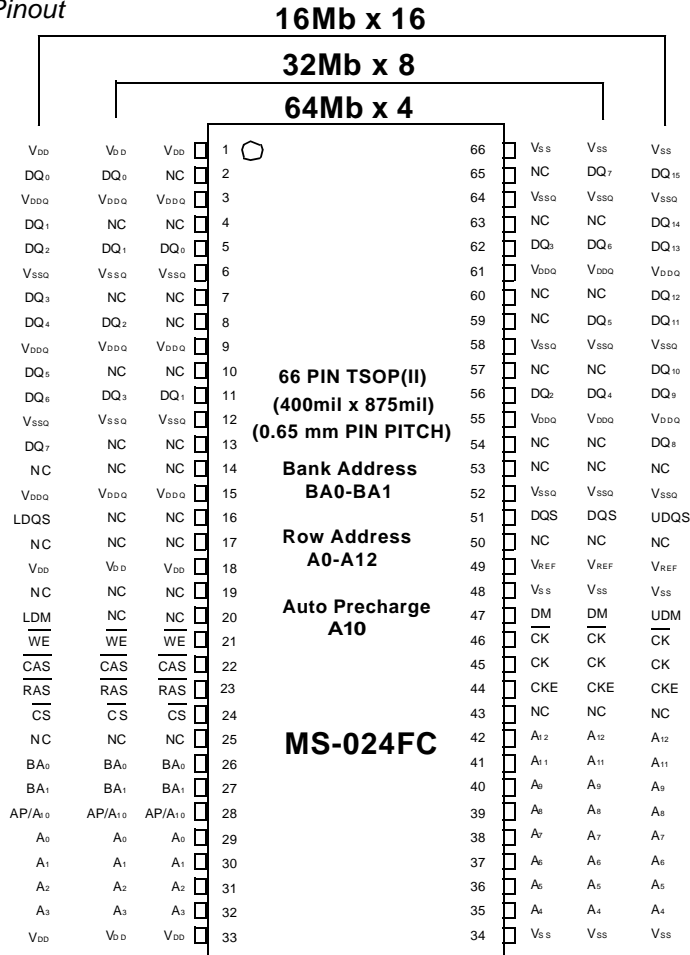 Pinout
16Mb x 16
32Mb x 8
64Mb x 4
VDD VDD VDD 1 66 VSS VSS VSS
DQ0 DQ0 NC 2 65 NC DQ7 DQ15
VDDQ VDDQ VDDQ 3 64 VSSQ VSSQ VSSQ
DQ1 NC NC 4 63 NC NC DQ14
DQ2 DQ1 DQ0 5 62 DQ3 DQ6 DQ13
VSSQ VSSQ VSSQ 6 61 VDDQ VDDQ VDDQ
DQ3 NC NC 7 60 NC NC DQ12
DQ4 DQ2 NC 8 59 NC DQ5 DQ11
VDDQ VDDQ VDDQ 9 58 VSSQ VSSQ VSSQ
DQ5 NC NC 10 57 NC NC DQ10
66 PIN TSOP(II)
DQ6 DQ3 DQ1 11 56 DQ2 DQ4 DQ9
(400mil x 875mil)
VSSQ VSSQ VSSQ 12 55 VDDQ VDDQ VDDQ
(0.65 mm PIN PITCH)
DQ7 NC NC 13 54 NC NC DQ8
NC NC NC 14 Bank Address 53 NC NC NC
VDDQ VDDQ VDDQ 15 BA0-BA1 52 VSSQ VSSQ VSSQ
LDQS NC NC 16 51 DQS DQS UDQS
NC NC NC 17 Row Address 50 NC NC NC
VDD VDD VDD 18 A0-A12 49 VREF VREF VREF
NC NC NC 19 48 VSS VSS VSS
LDM NC NC 20 Auto Precharge 47 DM DM UDM
WE WE WE 21 A10 46 CK CK CK
CAS CAS CAS 22 45 CK CK CK
RAS RAS RAS 23 44 CKE CKE CKE
CS CS CS 24 43 NC NC NC
NC NC NC 25 MS-024FC 42 A12 A12 A12
BA0 BA0 BA0 26 41 A11 A11 A11
BA1 BA1 BA1 27 40 A9 A9 A9
AP/A10 AP/A10 AP/A10 28 39 A8 A8 A8
A0 A0 A0 29 38 A7 A7 A7
A1 A1 A1 30 37 A6 A6 A6
A2 A2 A2 31 36 A5 A5 A5
A3 A3 A3 32 35 A4 A4 A4
VDD VDD VDD 33 34 VSS VSS VSS